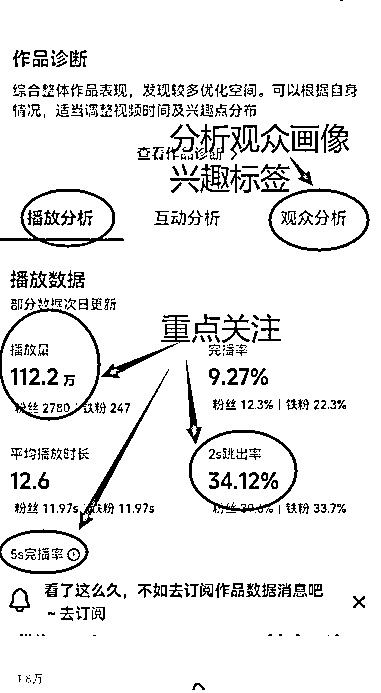 作品诊断
综合整体作品表现，发现较多优化空间。可以根据自身
情况，适当调整视频时间及兴趣点分布
分析观众画像
查看作品诊断 >
兴趣标签
播放分析 互动分析 观众分析
播放数据
部分数据次日更新
重点关注
播放量 完播率
112.2 万 9.27%
粉丝 2780 | 铁粉 247 粉丝 12.3% | 铁粉 22.3%
平均播放时长 2s跳出率
12.6 34.12%
粉丝 11.97s 铁粉 11.97s 粉丝 30.6% | 铁粉 33.7%
5s完播率
看了这么久，不如去订阅作品数据消息吧
~去订阅